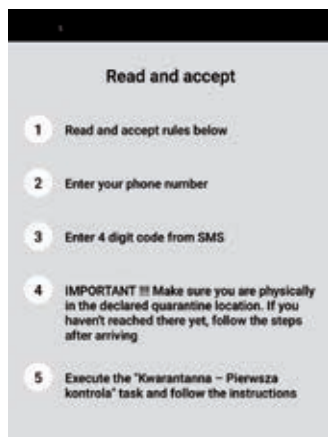 Read and accept
1 Read and accept rules below
2 Enter your phone number
3 Enter 4 digit code from SMS
4 IMPORTANT !!! Make sure you are physically
in the declared quarantine location. If you
haven't reached there yet, follow the steps
after arriving
5 Execute the "Kwarantanna – Pierwsza
kontrola" task and follow the instructions